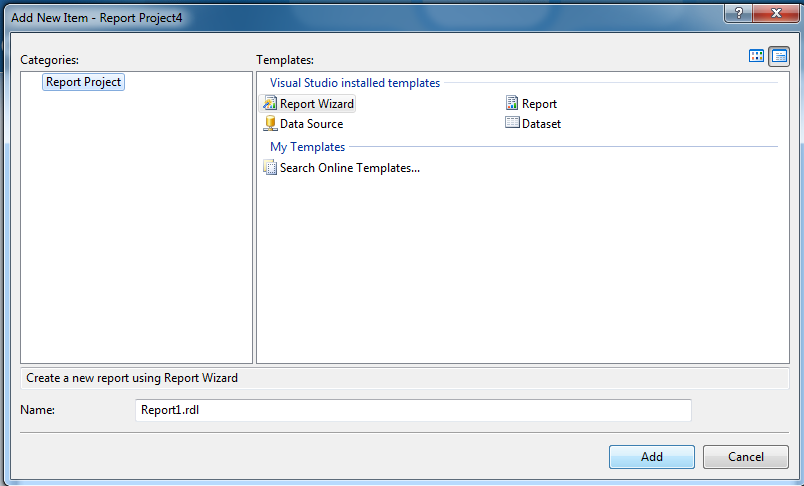 Add New Item - Report Project4
Categories:
Templates:
Report Project
Visual Studio installed templates
Report Wizard
Report
Data Source
Dataset
My Templates
Search Online Templates...
Create a new report using Report Wizard
Name:
Report1.rdl
Add
Cancel